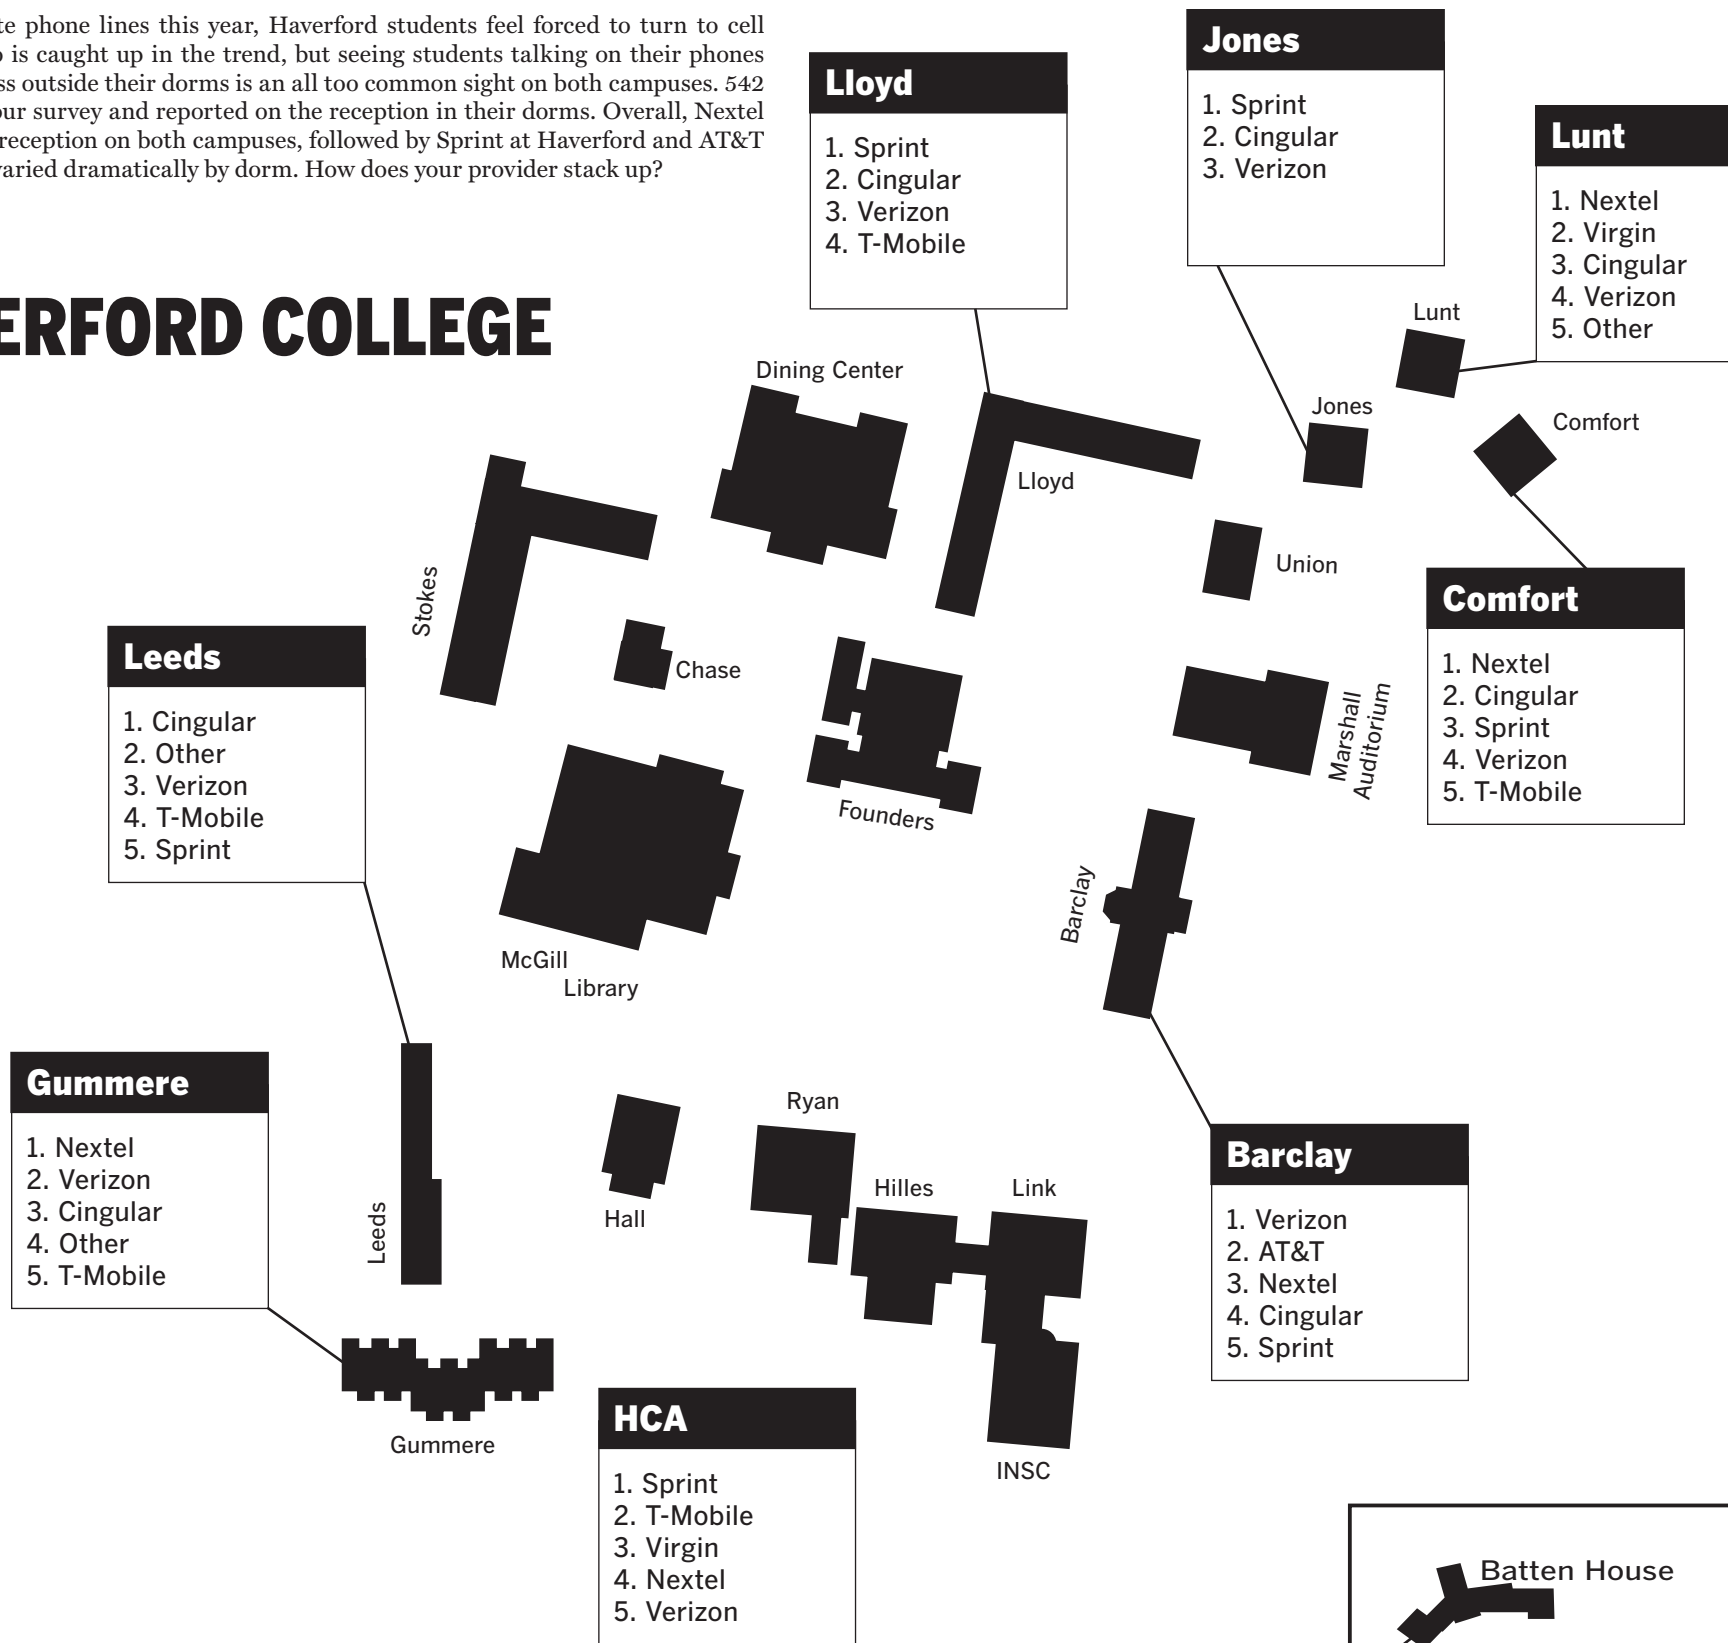 phone lines this year, Haverford students feel forced to turn to cell
is caught up in the trend, but seeing students talking on their phones
outside their dorms is an all too common sight on both campuses. 542
our survey and reported on the reception in their dorms. Overall, Nextel
reception on both campuses, followed by Sprint at Haverford and AT&T
varied dramatically by dorm. How does your provider stack up?
ERFORD COLLEGE
Lloyd
1. Sprint
2. Cingular
3. Verizon
4. T-Mobile
Jones
1. Sprint
2. Cingular
3. Verizon
Lunt
1. Nextel
2. Virgin
3. Cingular
4. Verizon
5. Other
Lunt
Dining Center
Jones
Comfort
Lloyd
Stokes
Union
Comfort
1. Nextel
2. Cingular
3. Sprint
4. Verizon
5. T-Mobile
Leeds
1. Cingular
2. Other
3. Verizon
4. T-Mobile
5. Sprint
Chase
Marshall
Auditorium
Founders
Barclay
McGill
Library
Gummere
1. Nextel
2. Verizon
3. Cingular
4. Other
5. T-Mobile
Ryan
Barclay
1. Verizon
2. AT&T
3. Nextel
4. Cingular
5. Sprint
Hilles
Link
Hall
Leeds
Gummere
HCA
1. Sprint
2. T-Mobile
3. Virgin
4. Nextel
5. Verizon
INSC
Batten House